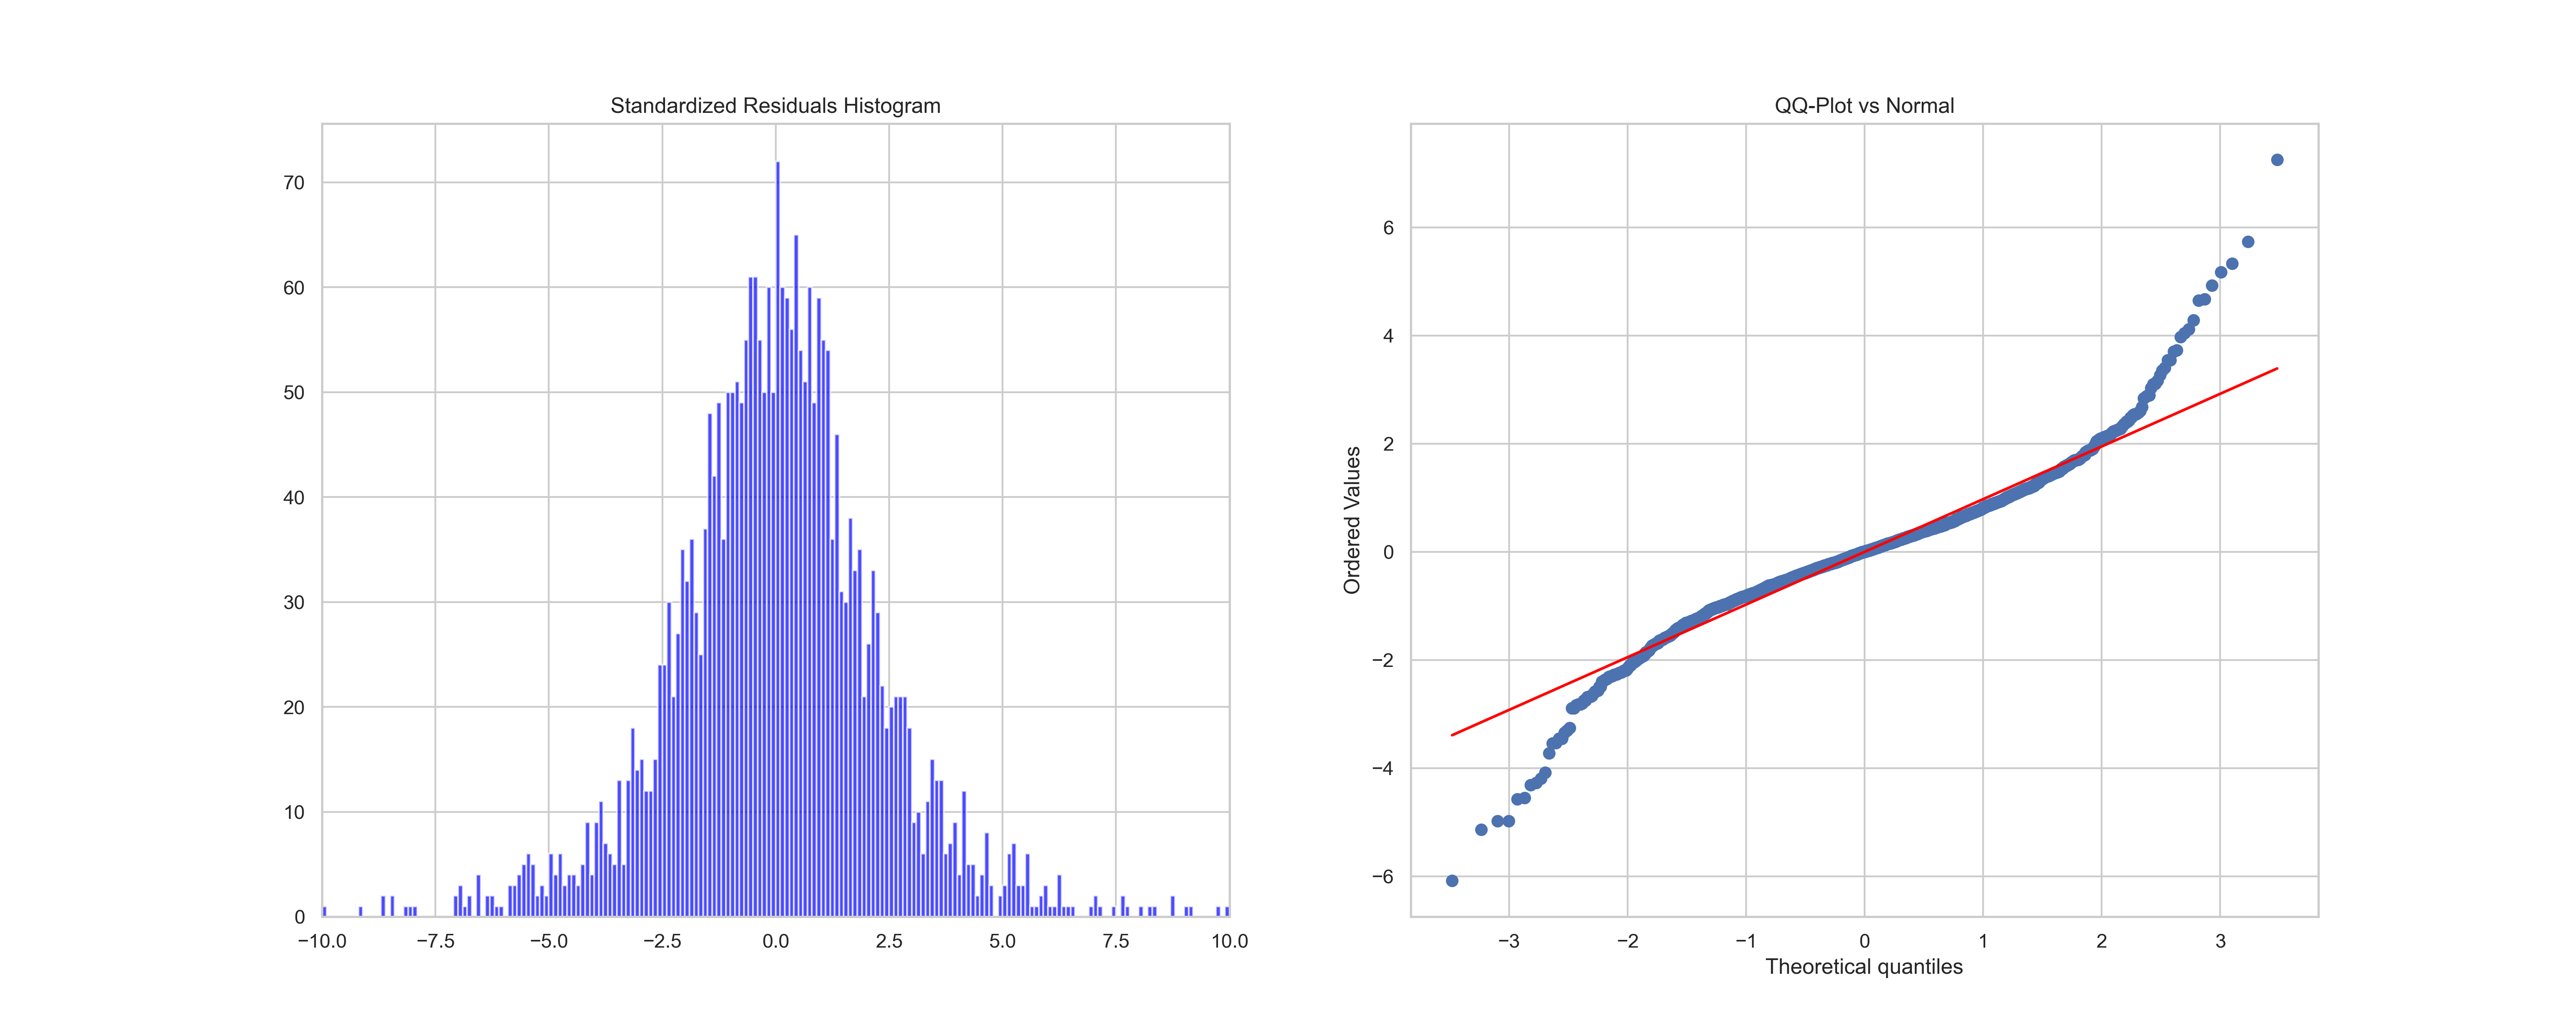 Standardized Residuals Histogram
70
60
50
40
30
20
10
0
−10.0 −7.5 −5.0 −2.5 0.0 2.5 5.0 7.5 10.0
QQ-Plot vs Normal
Ordered Values
6
4
2
0
−2
−4
−6
−3 −2 −1 0 1 2 3
Theoretical quantiles